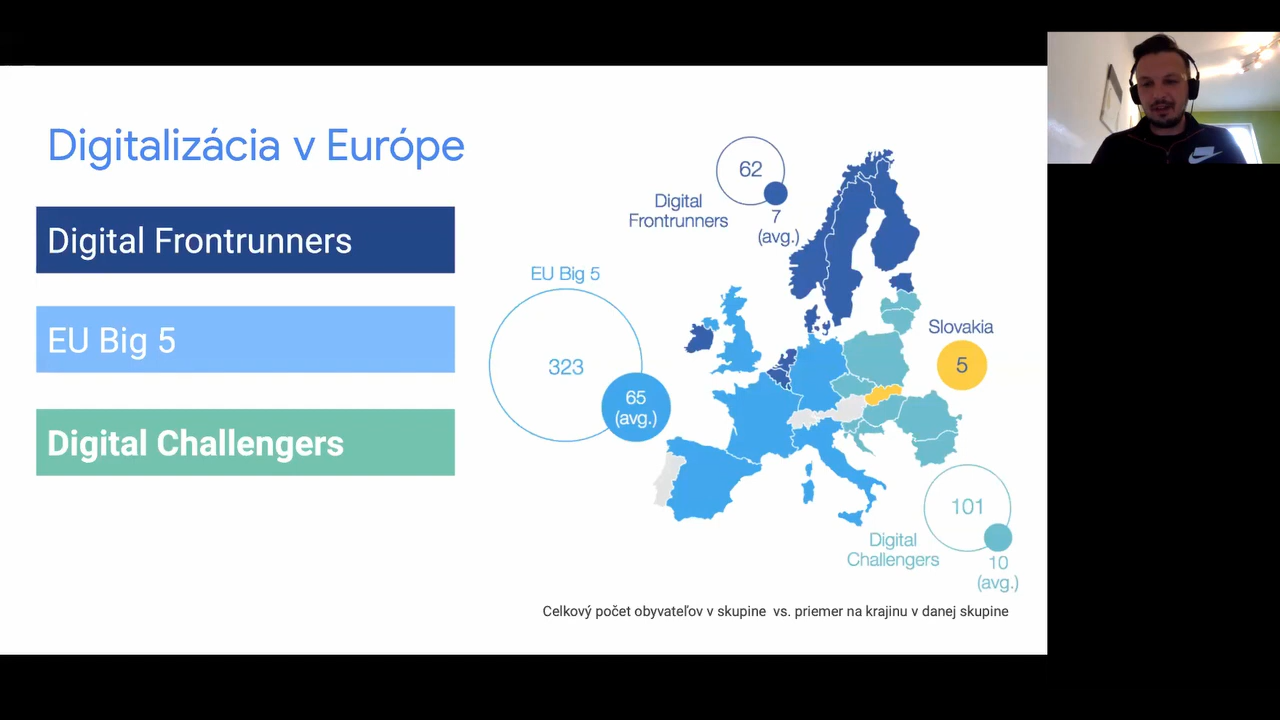 Digitalizácia v Európe
Digital Frontrunners
EU Big 5
Digital Challengers
62
Digital
Frontrunners
7
(avg.)
EU Big 5
323
65
(avg.)
Slovakia
5
101
Digital
Challengers
10
(avg.)
Celkový počet obyvateľov v skupine vs. priemer na krajinu v danej skupine